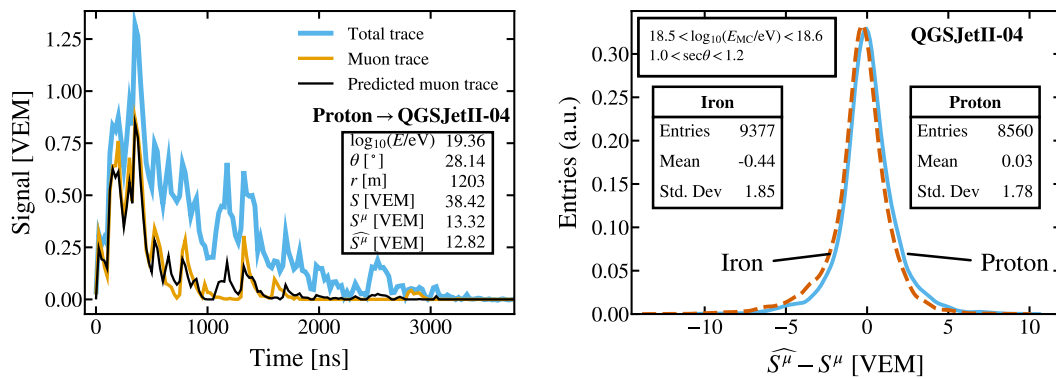 1.25
1.00
0.75
0.50
0.25
0.00
Signal [VEM]
Total trace
Muon trace
Predicted muon trace
Proton → QGSJetII-04
log₁₀(E/eV) 19.36
θ [°] 28.14
r [m] 1203
S [VEM] 38.42
S^μ [VEM] 13.32
\widehat{S^μ} [VEM] 12.82
0 1000 2000 3000
Time [ns]
0.30
0.25
0.20
0.15
0.10
0.05
0.00
Entries (a.u.)
18.5 < log₁₀(E_MC/eV) < 18.6
1.0 < secθ < 1.2
QGSJetII-04
Iron
Entries 9377
Mean -0.44
Std. Dev 1.85
Proton
Entries 8560
Mean 0.03
Std. Dev 1.78
Iron
Proton
−10 −5 0 5 10
\widehat{S^μ} − S^μ [VEM]